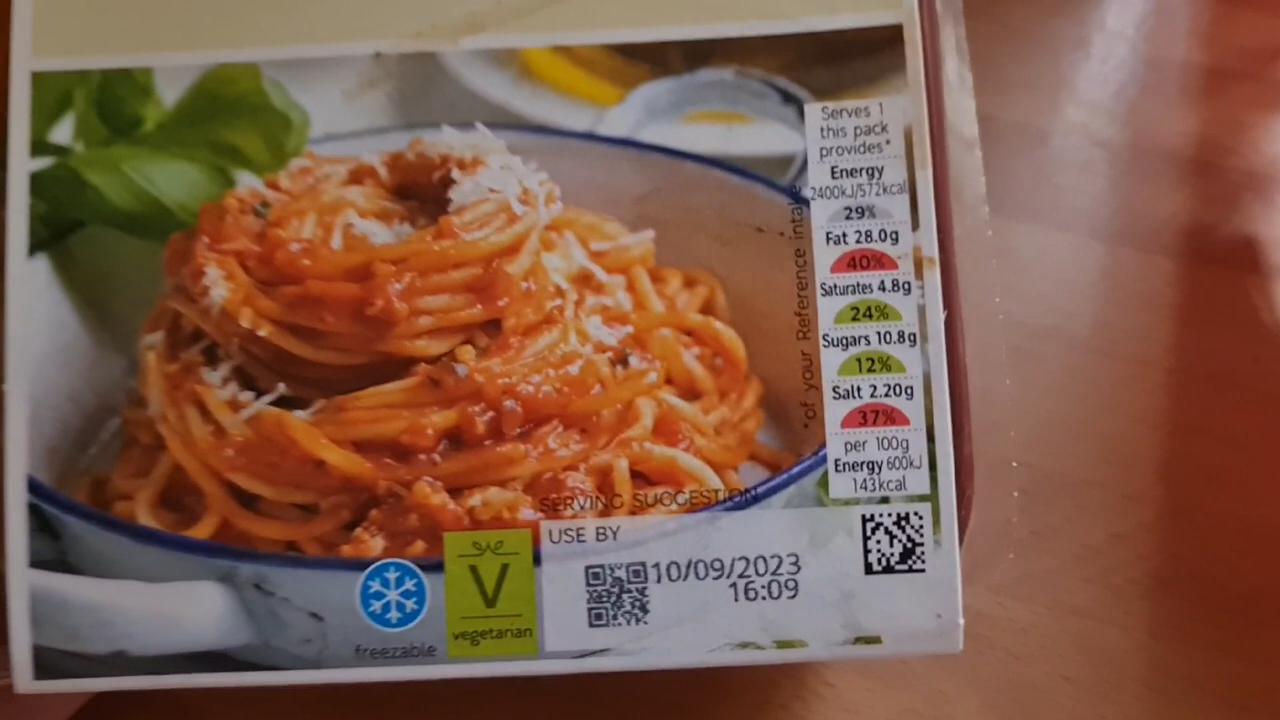 Serves 1
this pack
provides*
Energy
2400kJ/572kcal
29%
Fat 28.0g
40%
Saturates 4.8g
24%
Sugars 10.8g
12%
Salt 2.20g
37%
per 100g
Energy 600kJ
143kcal
*of your Reference intake
SERVING SUGGESTION
USE BY
10/09/2023
16:09
V
vegetarian
freezable